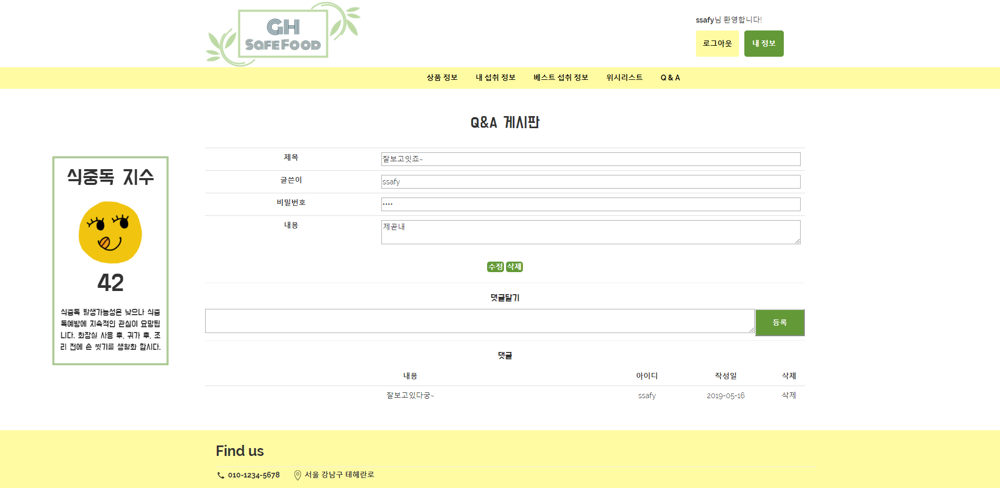 GH
SAFE FOOD
ssafy님 환영합니다!
로그아웃 내 정보
상품 정보 내 섭취 정보 베스트 섭취 정보 위시리스트 Q & A
Q&A 게시판
식중독 지수
42
식중독 발생가능성은 낮으나 식중
독예방에 지속적인 관심이 요망됩
니다. 화장실 사용 후, 귀가 후, 조
리 전에 손 씻기를 생활화 합시다.
제목 잘보고잇죠~
글쓴이 ssafy
비밀번호 ····
내용 제곧내
수정 삭제
댓글달기
등록
댓글
내용 아이디 작성일 삭제
잘보고있다궁~ ssafy 2019-05-16 삭제
Find us
010-1234-5678 서울 강남구 테헤란로